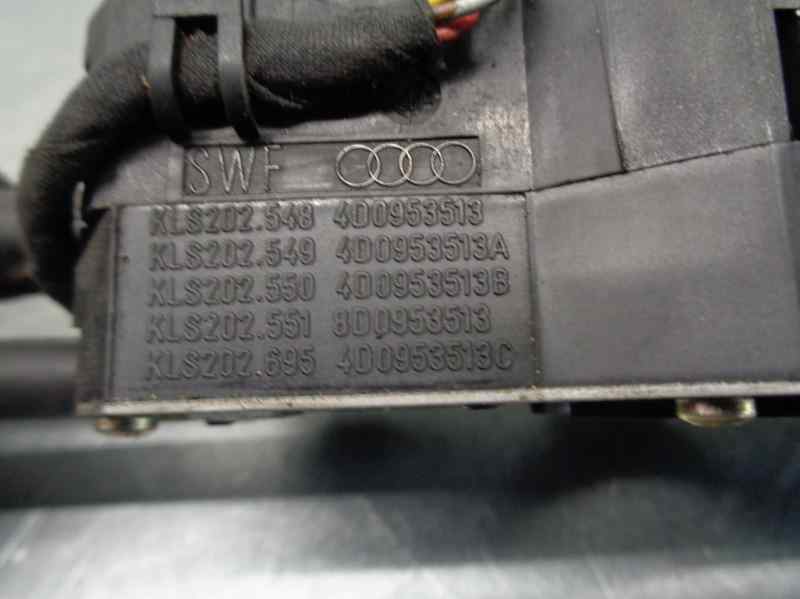 SWF
KLS202.548 4D0953513
KLS202.549 4D0953513A
KLS202.550 4D0953513B
KLS202.551 8D0953513
KLS202.695 4D0953513C